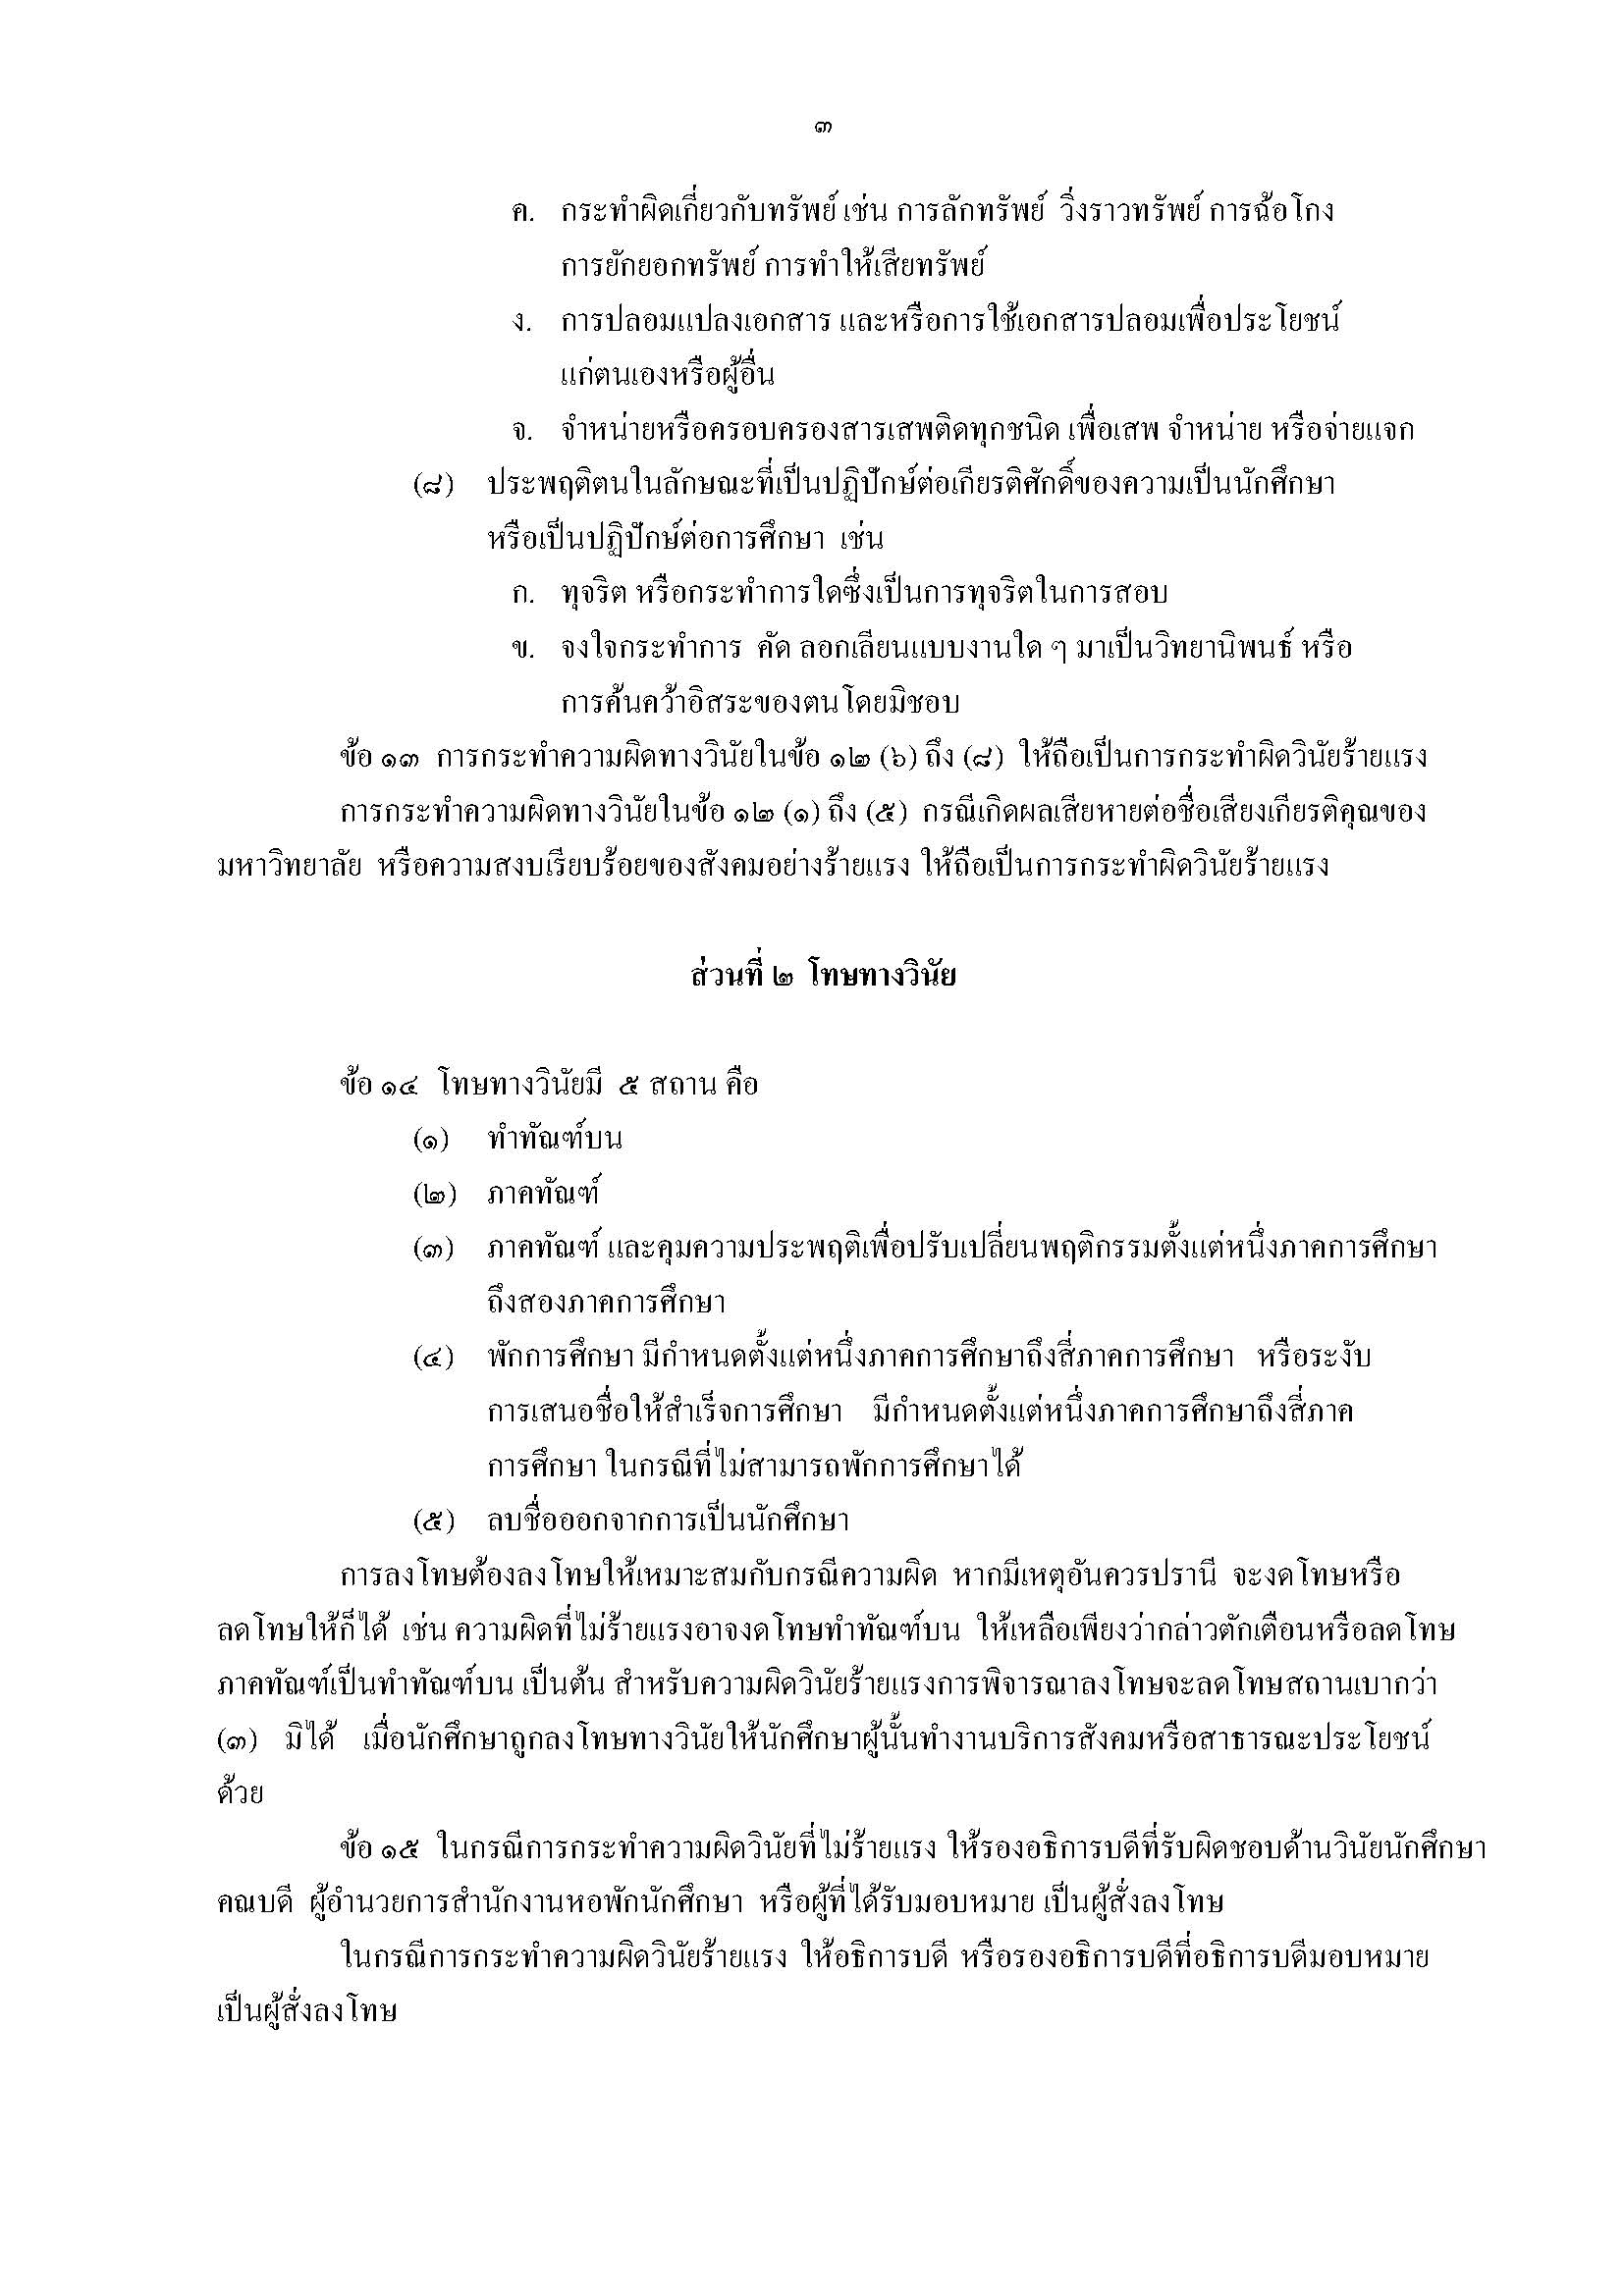 ๓
ค. กระทำผิดเกี่ยวกับทรัพย์ เช่น การลักทรัพย์ วิ่งราวทรัพย์ การฉ้อโกง
การยักยอกทรัพย์ การทำให้เสียทรัพย์
ง. การปลอมแปลงเอกสาร และหรือการใช้เอกสารปลอมเพื่อประโยชน์
แก่ตนเองหรือผู้อื่น
จ. จำหน่ายหรือครอบครองสารเสพติดทุกชนิด เพื่อเสพ จำหน่าย หรือจ่ายแจก
(๘) ประพฤติตนในลักษณะที่เป็นปฏิปักษ์ต่อเกียรติศักดิ์ของความเป็นนักศึกษา
หรือเป็นปฏิปักษ์ต่อการศึกษา เช่น
ก. ทุจริต หรือกระทำการใดซึ่งเป็นการทุจริตในการสอบ
ข. จงใจกระทำการ คัด ลอกเลียนแบบงานใด ๆ มาเป็นวิทยานิพนธ์ หรือ
การค้นคว้าอิสระของตนโดยมิชอบ
ข้อ ๑๓ การกระทำความผิดทางวินัยในข้อ ๑๒ (๖) ถึง (๘) ให้ถือเป็นการกระทำผิดวินัยร้ายแรง
การกระทำความผิดทางวินัยในข้อ ๑๒ (๑) ถึง (๕) กรณีเกิดผลเสียหายต่อชื่อเสียงเกียรติคุณของ
มหาวิทยาลัย หรือความสงบเรียบร้อยของสังคมอย่างร้ายแรง ให้ถือเป็นการกระทำผิดวินัยร้ายแรง
ส่วนที่ ๒ โทษทางวินัย
ข้อ ๑๔ โทษทางวินัยมี ๕ สถาน คือ
(๑) ทำทัณฑ์บน
(๒) ภาคทัณฑ์
(๓) ภาคทัณฑ์ และคุมความประพฤติเพื่อปรับเปลี่ยนพฤติกรรมตั้งแต่หนึ่งภาคการศึกษา
ถึงสองภาคการศึกษา
(๔) พักการศึกษา มีกำหนดตั้งแต่หนึ่งภาคการศึกษาถึงสี่ภาคการศึกษา หรือระงับ
การเสนอชื่อให้สำเร็จการศึกษา มีกำหนดตั้งแต่หนึ่งภาคการศึกษาถึงสี่ภาค
การศึกษา ในกรณีที่ไม่สามารถพักการศึกษาได้
(๕) ลบชื่อออกจากการเป็นนักศึกษา
การลงโทษต้องลงโทษให้เหมาะสมกับกรณีความผิด หากมีเหตุอันควรปรานี จะงดโทษหรือ
ลดโทษให้ก็ได้ เช่น ความผิดที่ไม่ร้ายแรงอาจงดโทษทำทัณฑ์บน ให้เหลือเพียงว่ากล่าวตักเตือนหรือลดโทษ
ภาคทัณฑ์เป็นทำทัณฑ์บน เป็นต้น สำหรับความผิดวินัยร้ายแรงการพิจารณาลงโทษจะลดโทษสถานเบากว่า
(๓) มิได้ เมื่อนักศึกษาถูกลงโทษทางวินัยให้นักศึกษาผู้นั้นทำงานบริการสังคมหรือสาธารณะประโยชน์
ด้วย
ข้อ ๑๕ ในกรณีการกระทำความผิดวินัยที่ไม่ร้ายแรง ให้รองอธิการบดีที่รับผิดชอบด้านวินัยนักศึกษา
คณบดี ผู้อำนวยการสำนักงานหอพักนักศึกษา หรือผู้ที่ได้รับมอบหมาย เป็นผู้สั่งลงโทษ
ในกรณีการกระทำความผิดวินัยร้ายแรง ให้อธิการบดี หรือรองอธิการบดีที่อธิการบดีมอบหมาย
เป็นผู้สั่งลงโทษ